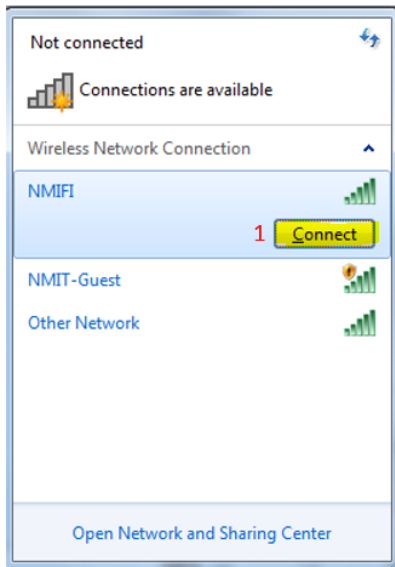 Not connected
Connections are available
Wireless Network Connection
NMIFI
1 Connect
NMIT-Guest
Other Network
Open Network and Sharing Center